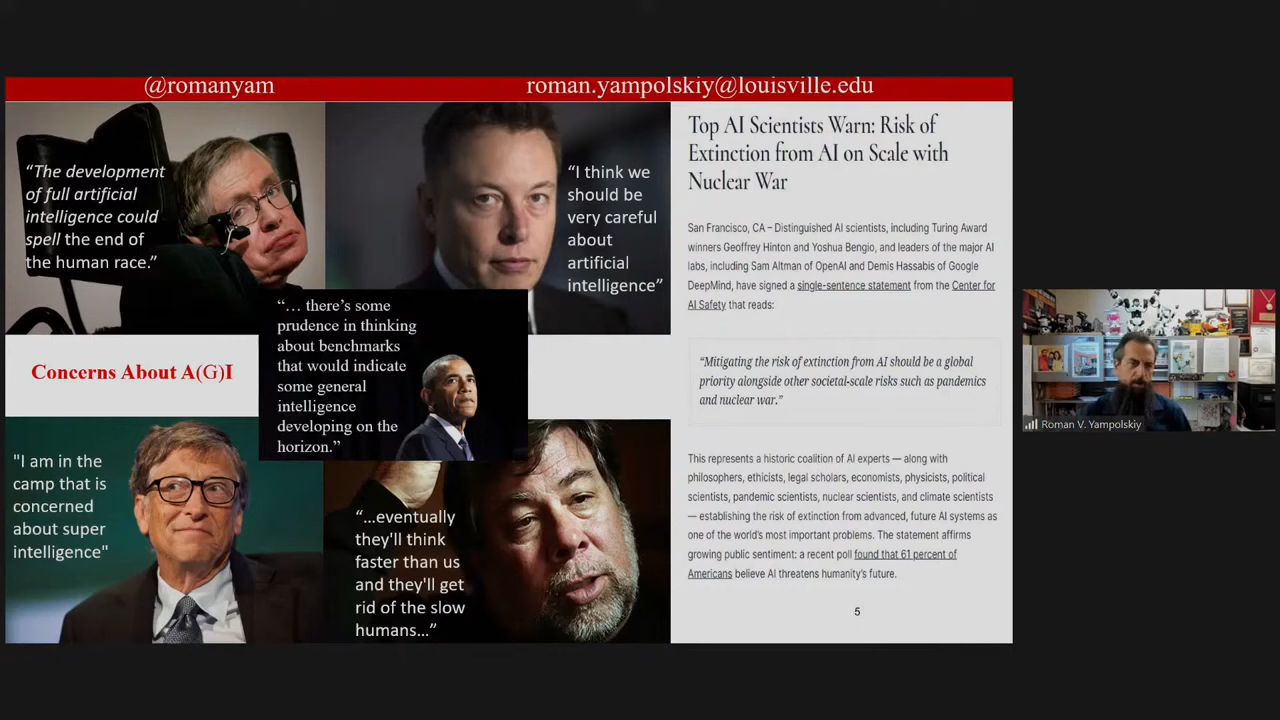 @romanyam
roman.yampolskiy@louisville.edu
“The development
of full artificial
intelligence could
spell the end of
the human race.”
“I think we
should be
very careful
about
artificial
intelligence”
“… there’s some
prudence in thinking
about benchmarks
that would indicate
some general
intelligence
developing on the
horizon.”
Concerns About A(G)I
"I am in the
camp that is
concerned
about super
intelligence"
“…eventually
they'll think
faster than us
and they'll get
rid of the slow
humans…”
Top AI Scientists Warn: Risk of
Extinction from AI on Scale with
Nuclear War
San Francisco, CA – Distinguished AI scientists, including Turing Award
winners Geoffrey Hinton and Yoshua Bengio, and leaders of the major AI
labs, including Sam Altman of OpenAI and Demis Hassabis of Google
DeepMind, have signed a single-sentence statement from the Center for
AI Safety that reads:
“Mitigating the risk of extinction from AI should be a global
priority alongside other societal-scale risks such as pandemics
and nuclear war.”
This represents a historic coalition of AI experts — along with
philosophers, ethicists, legal scholars, economists, physicists, political
scientists, pandemic scientists, nuclear scientists, and climate scientists
— establishing the risk of extinction from advanced, future AI systems as
one of the world’s most important problems. The statement affirms
growing public sentiment: a recent poll found that 61 percent of
Americans believe AI threatens humanity’s future.
5
Roman V. Yampolskiy